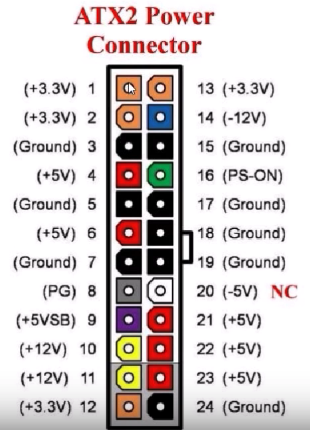 ATX2 Power
Connector
(+3.3V) 1 13 (+3.3V)
(+3.3V) 2 14 (-12V)
(Ground) 3 15 (Ground)
(+5V) 4 16 (PS-ON)
(Ground) 5 17 (Ground)
(+5V) 6 18 (Ground)
(Ground) 7 19 (Ground)
(PG) 8 20 (-5V) NC
(+5VSB) 9 21 (+5V)
(+12V) 10 22 (+5V)
(+12V) 11 23 (+5V)
(+3.3V) 12 24 (Ground)